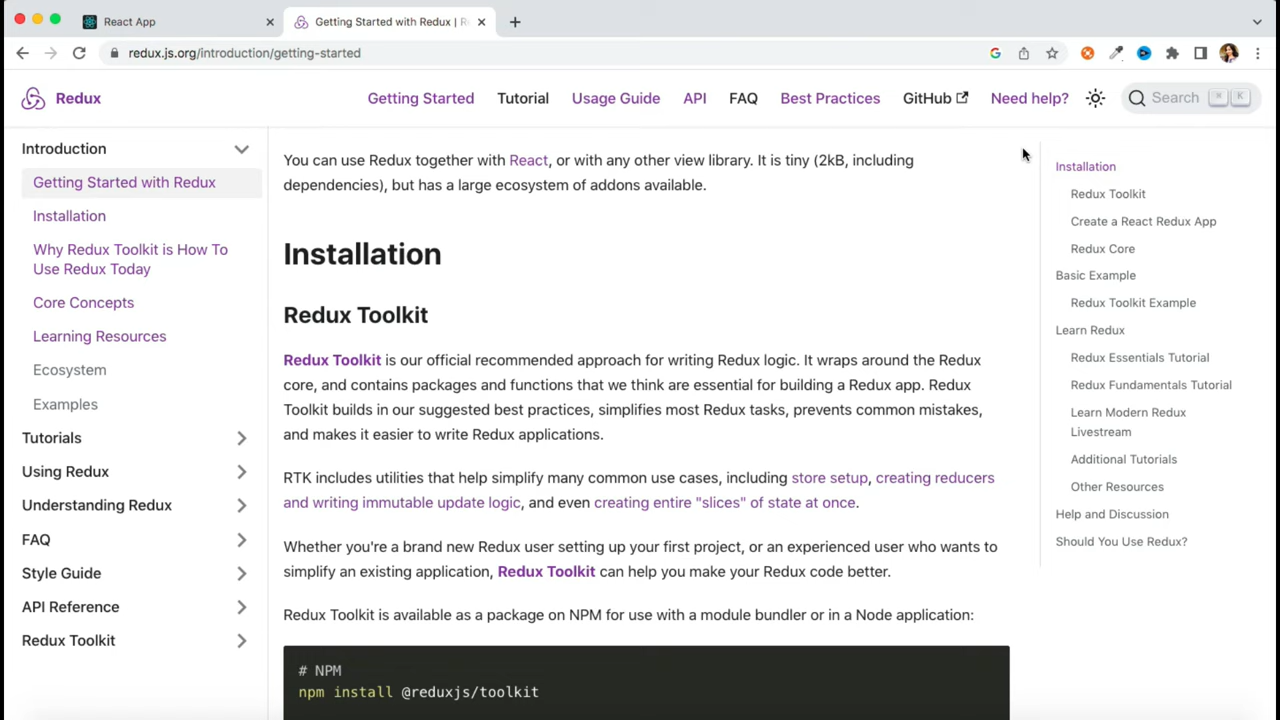 React App
Getting Started with Redux | R
redux.js.org/introduction/getting-started
Redux
Getting Started
Tutorial
Usage Guide
API
FAQ
Best Practices
GitHub
Need help?
Search
⌘ K
Introduction
Getting Started with Redux
Installation
Why Redux Toolkit is How To
Use Redux Today
Core Concepts
Learning Resources
Ecosystem
Examples
Tutorials
Using Redux
Understanding Redux
FAQ
Style Guide
API Reference
Redux Toolkit
You can use Redux together with React, or with any other view library. It is tiny (2kB, including
dependencies), but has a large ecosystem of addons available.
Installation
Redux Toolkit
Redux Toolkit is our official recommended approach for writing Redux logic. It wraps around the Redux
core, and contains packages and functions that we think are essential for building a Redux app. Redux
Toolkit builds in our suggested best practices, simplifies most Redux tasks, prevents common mistakes,
and makes it easier to write Redux applications.
RTK includes utilities that help simplify many common use cases, including store setup, creating reducers
and writing immutable update logic, and even creating entire "slices" of state at once.
Whether you're a brand new Redux user setting up your first project, or an experienced user who wants to
simplify an existing application, Redux Toolkit can help you make your Redux code better.
Redux Toolkit is available as a package on NPM for use with a module bundler or in a Node application:
# NPM
npm install @reduxjs/toolkit
Installation
Redux Toolkit
Create a React Redux App
Redux Core
Basic Example
Redux Toolkit Example
Learn Redux
Redux Essentials Tutorial
Redux Fundamentals Tutorial
Learn Modern Redux
Livestream
Additional Tutorials
Other Resources
Help and Discussion
Should You Use Redux?